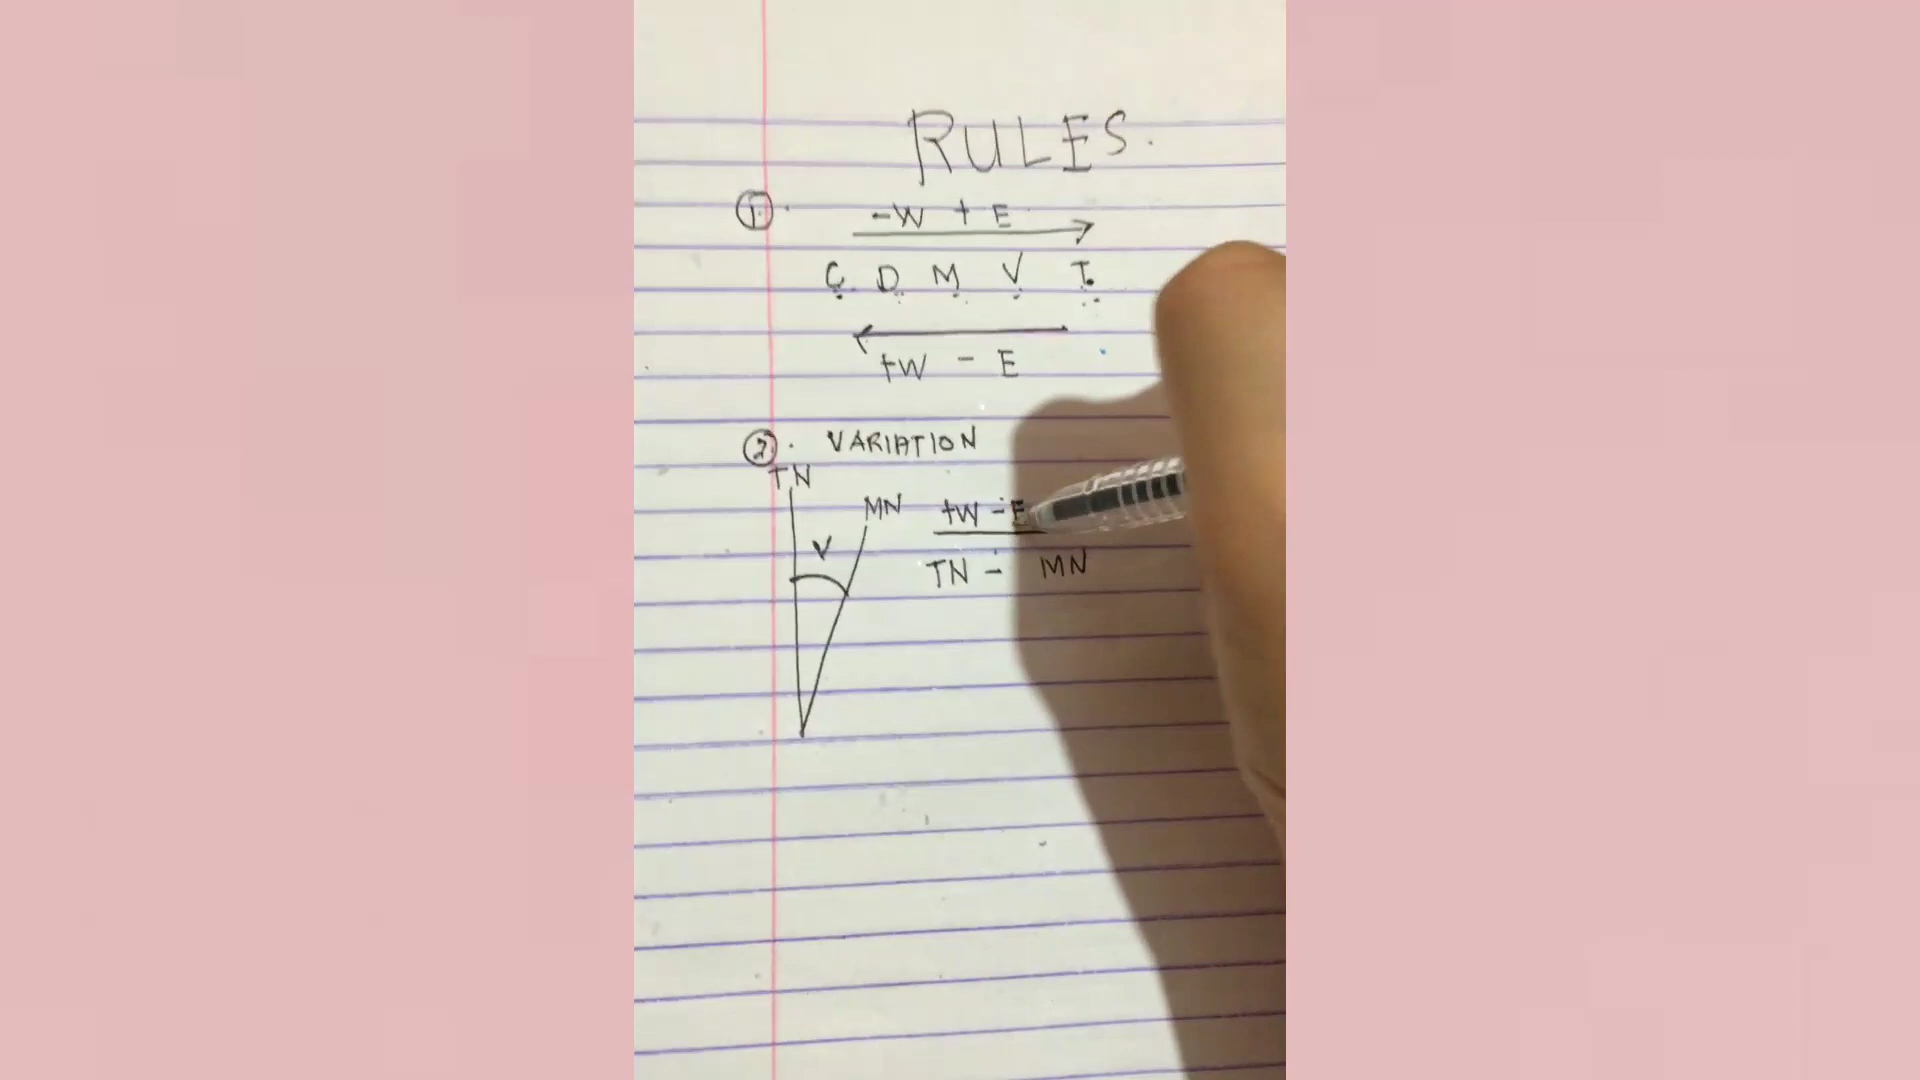 RULES.
①. -W + E
C D M V T
+W - E
②. VARIATION
TN
MN
V
+W - E
TN - MN